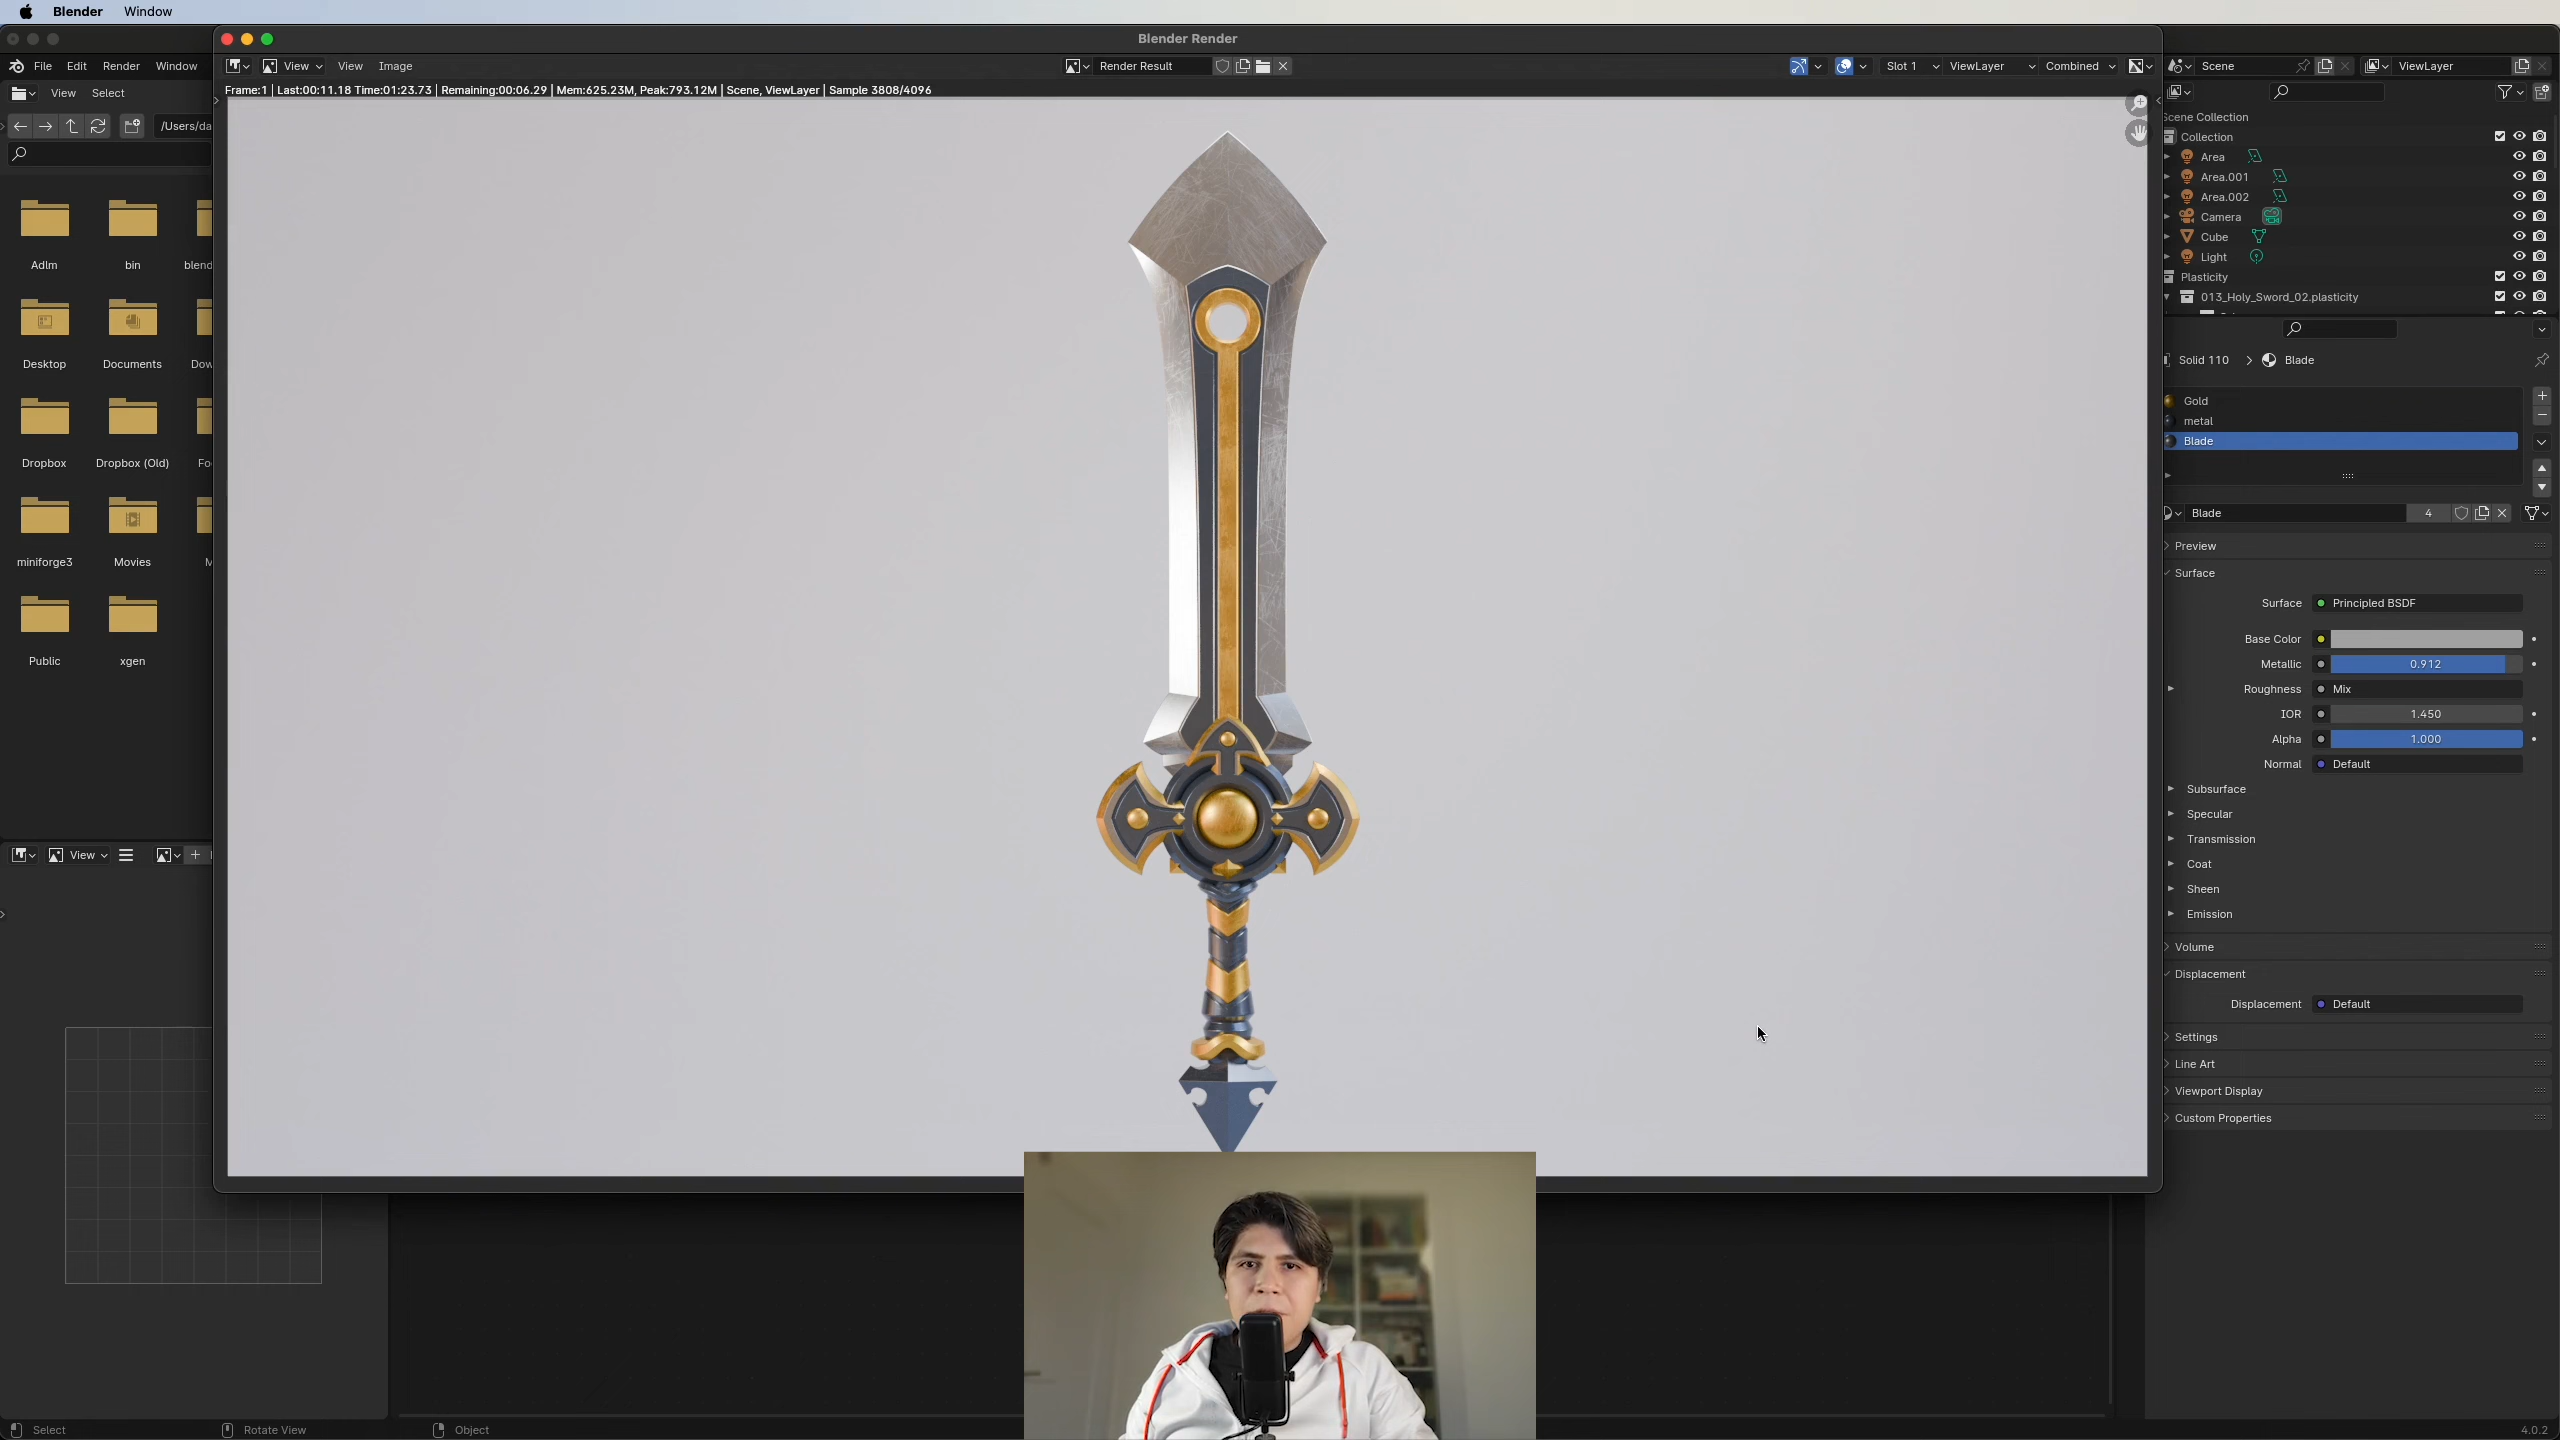 Blender Window
Blender Render
File Edit Render Window
View View Image
Render Result
Slot 1 ViewLayer Combined
Scene
ViewLayer
View Select
Frame:1 | Last:00:11.18 Time:01:23.73 | Remaining:00:06.29 | Mem:625.23M, Peak:793.12M | Scene, ViewLayer | Sample 3808/4096
/Users/da
Scene Collection
Collection
Area
Area.001
Area.002
Camera
Cube
Light
Plasticity
013_Holy_Sword_02.plasticity
Adlm bin blend
Desktop Documents Dow
Dropbox Dropbox (Old) Fo
miniforge3 Movies M
Public xgen
Solid 110 Blade
Gold
metal
Blade
Blade 4
Preview
Surface
Surface Principled BSDF
Base Color
Metallic 0.912
Roughness Mix
IOR 1.450
Alpha 1.000
Normal Default
Subsurface
Specular
Transmission
Coat
Sheen
Emission
Volume
Displacement
Displacement Default
Settings
Line Art
Viewport Display
Custom Properties
View
Select Rotate View Object
4.0.2